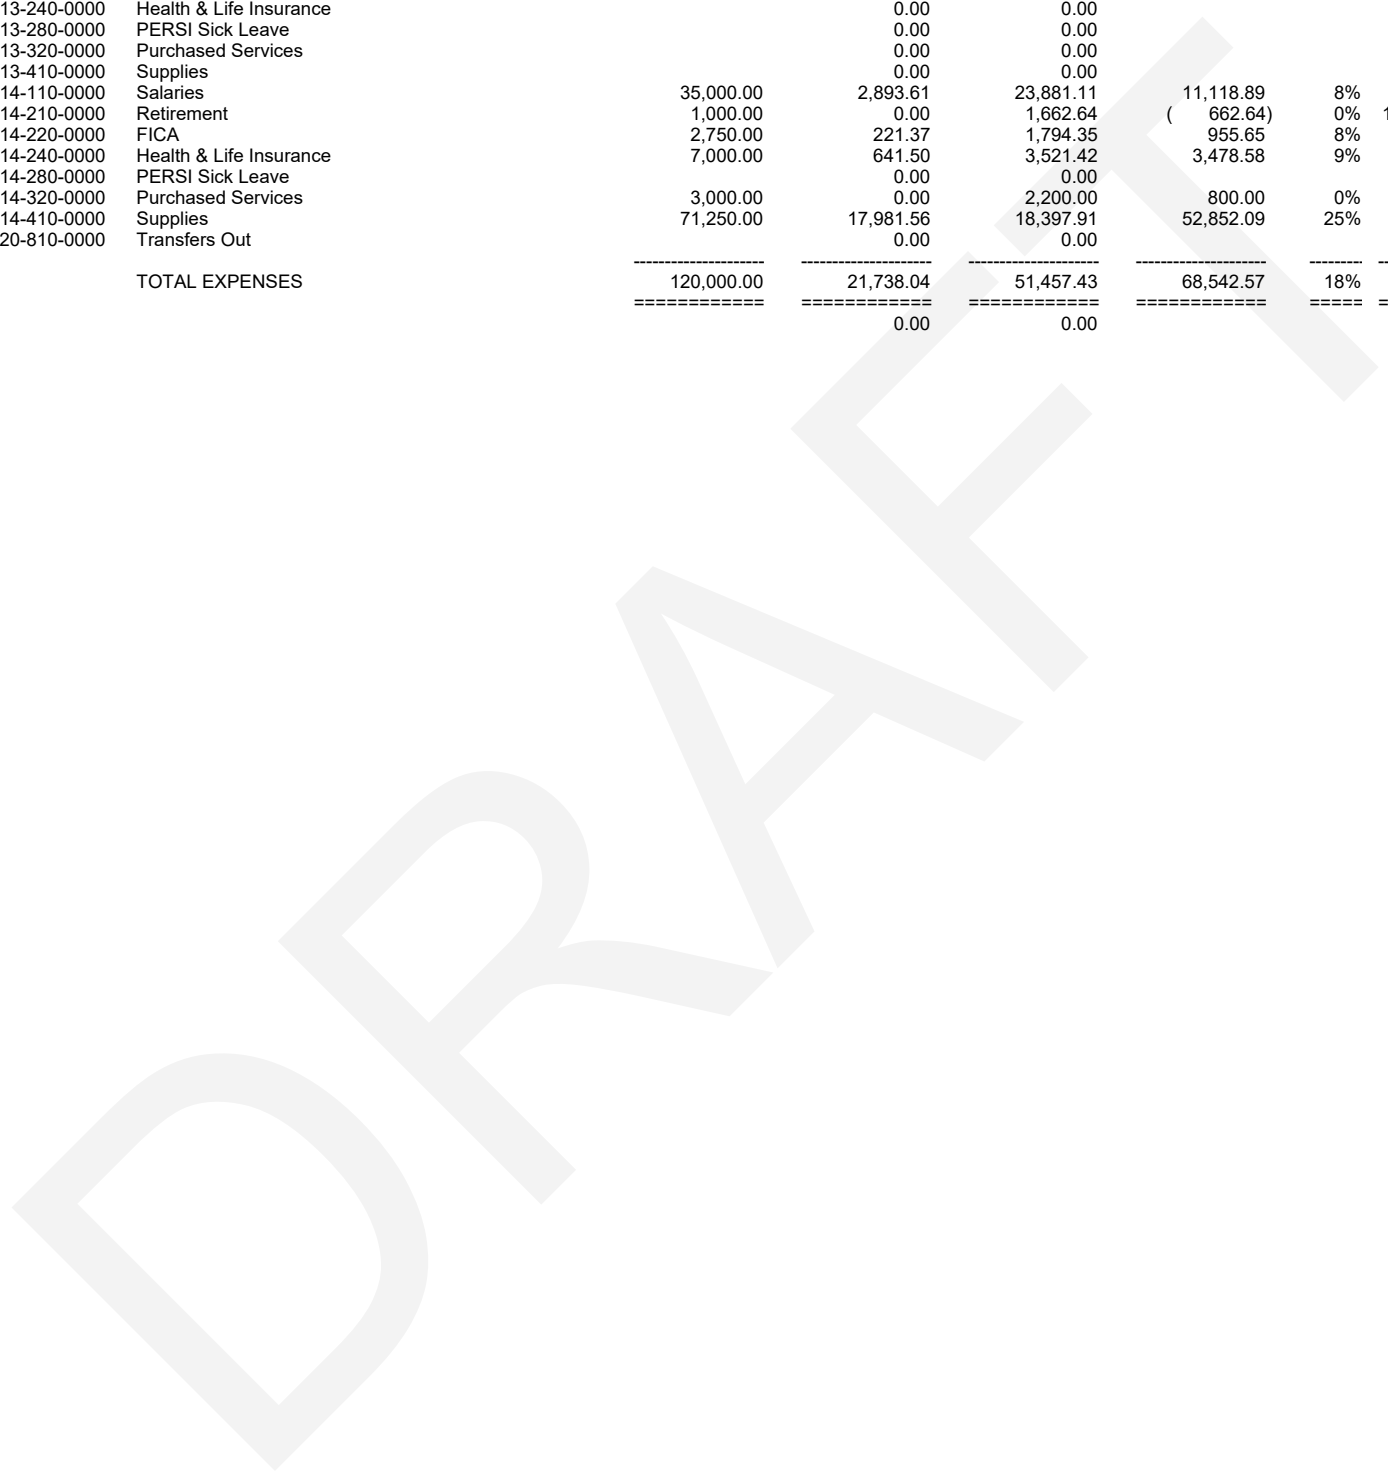 13-240-0000 Health & Life Insurance 0.00 0.00
13-280-0000 PERSI Sick Leave 0.00 0.00
13-320-0000 Purchased Services 0.00 0.00
13-410-0000 Supplies 0.00 0.00
14-110-0000 Salaries 35,000.00 2,893.61 23,881.11 11,118.89 8%
14-210-0000 Retirement 1,000.00 0.00 1,662.64 ( 662.64) 0% 1
14-220-0000 FICA 2,750.00 221.37 1,794.35 955.65 8%
14-240-0000 Health & Life Insurance 7,000.00 641.50 3,521.42 3,478.58 9%
14-280-0000 PERSI Sick Leave 0.00 0.00
14-320-0000 Purchased Services 3,000.00 0.00 2,200.00 800.00 0%
14-410-0000 Supplies 71,250.00 17,981.56 18,397.91 52,852.09 25%
20-810-0000 Transfers Out 0.00 0.00
--------------------- --------------------- --------------------- --------------------- -------- --
TOTAL EXPENSES 120,000.00 21,738.04 51,457.43 68,542.57 18%
============ ============ ============ ============ ===== =
0.00 0.00
DRAFT